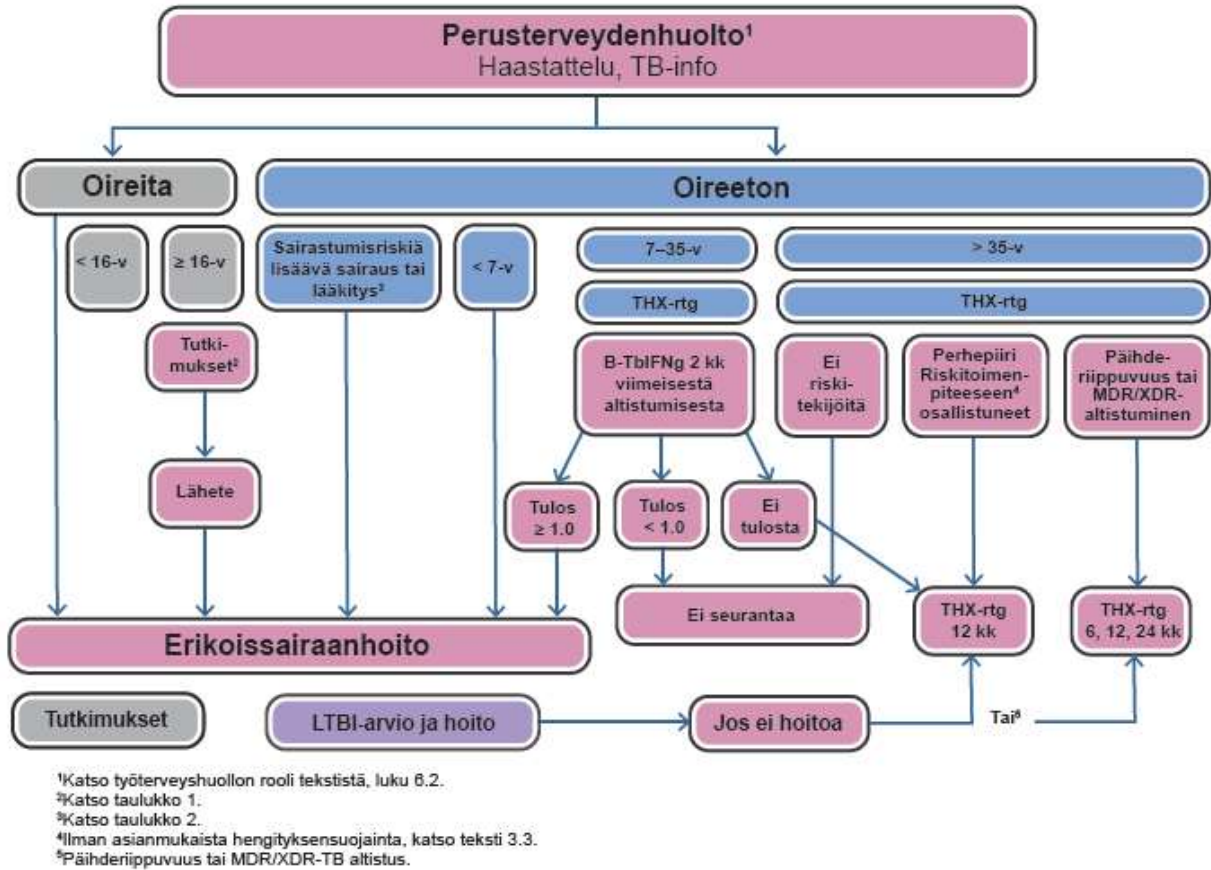 Perusterveydenhuolto¹
Haastattelu, TB-info
Oireita
Oireeton
< 16-v
≥ 16-v
Sairastumisriskiä
lisäävä sairaus tai
lääkitys³
< 7-v
7–35-v
> 35-v
THX-rtg
THX-rtg
Tutki-
mukset²
B-TbIFNg 2 kk
viimeisestä
altistumisesta
Ei
riski-
tekijöitä
Perhepiiri
Riskitoimen-
piteeseen⁴
osallistuneet
Päihde-
riippuvuus tai
MDR/XDR-
altistuminen
Lähete
Tulos
≥ 1.0
Tulos
< 1.0
Ei
tulosta
Ei seurantaa
THX-rtg
12 kk
THX-rtg
6, 12, 24 kk
Erikoissairaanhoito
Tutkimukset
LTBI-arvio ja hoito
Jos ei hoitoa
Tai⁵
¹Katso työterveyshuollon rooli tekstistä, luku 6.2.
²Katso taulukko 1.
³Katso taulukko 2.
⁴Ilman asianmukaista hengityksensuojainta, katso teksti 3.3.
⁵Päihderiippuvuus tai MDR/XDR-TB altistus.